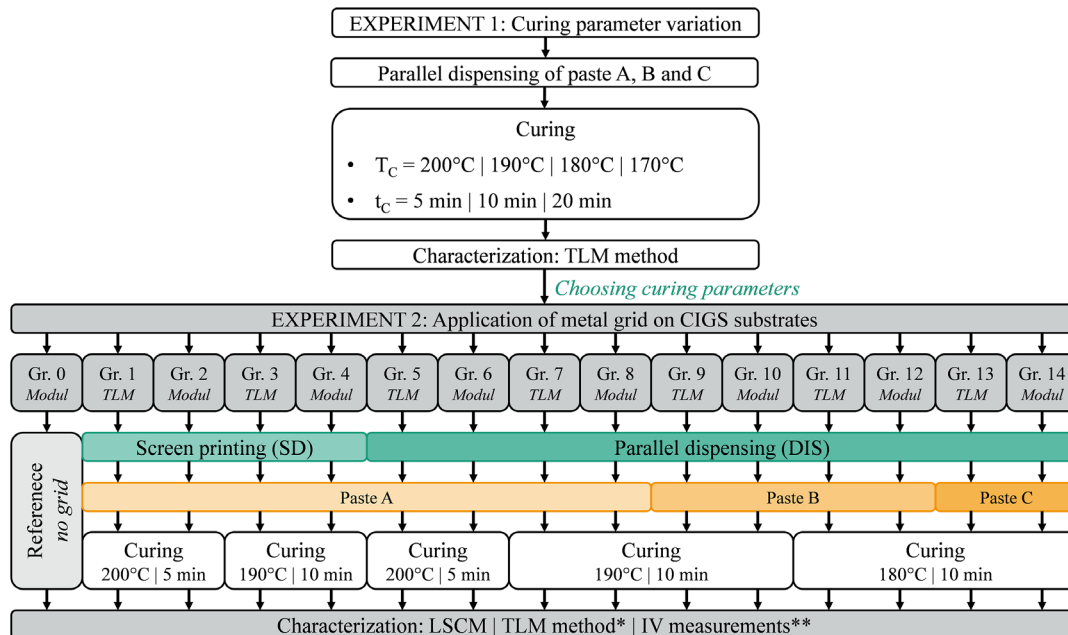 EXPERIMENT 1: Curing parameter variation
Parallel dispensing of paste A, B and C
Curing
• T_C = 200°C | 190°C | 180°C | 170°C
• t_C = 5 min | 10 min | 20 min
Characterization: TLM method
Choosing curing parameters
EXPERIMENT 2: Application of metal grid on CIGS substrates
Gr. 0 Gr. 1 Gr. 2 Gr. 3 Gr. 4 Gr. 5 Gr. 6 Gr. 7 Gr. 8 Gr. 9 Gr. 10 Gr. 11 Gr. 12 Gr. 13 Gr. 14
Modul TLM Modul TLM Modul TLM Modul TLM Modul TLM Modul TLM Modul TLM Modul
Referenece
no grid
Screen printing (SD) Parallel dispensing (DIS)
Paste A Paste B Paste C
Curing Curing Curing Curing Curing
200°C | 5 min 190°C | 10 min 200°C | 5 min 190°C | 10 min 180°C | 10 min
Characterization: LSCM | TLM method* | IV measurements**